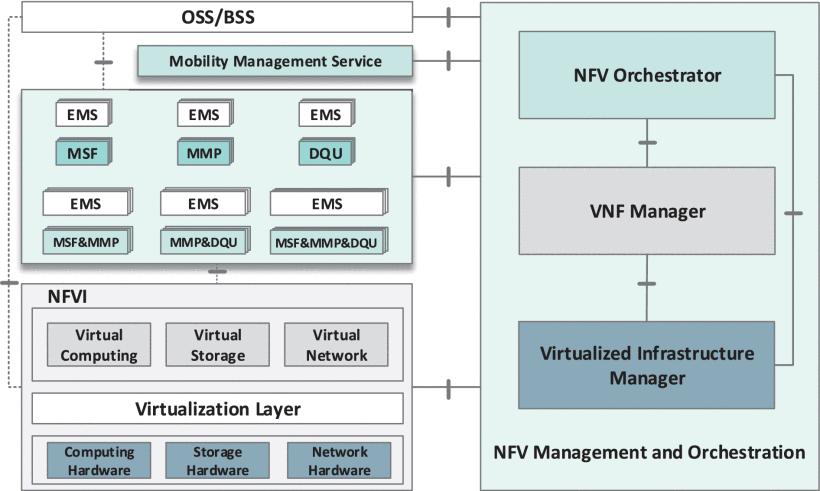 OSS/BSS
Mobility Management Service
EMS EMS EMS
MSF MMP DQU
EMS EMS EMS
MSF&MMP MMP&DQU MSF&MMP&DQU
NFVI
Virtual Computing
Virtual Storage
Virtual Network
Virtualization Layer
Computing Hardware
Storage Hardware
Network Hardware
NFV Orchestrator
VNF Manager
Virtualized Infrastructure
Manager
NFV Management and Orchestration